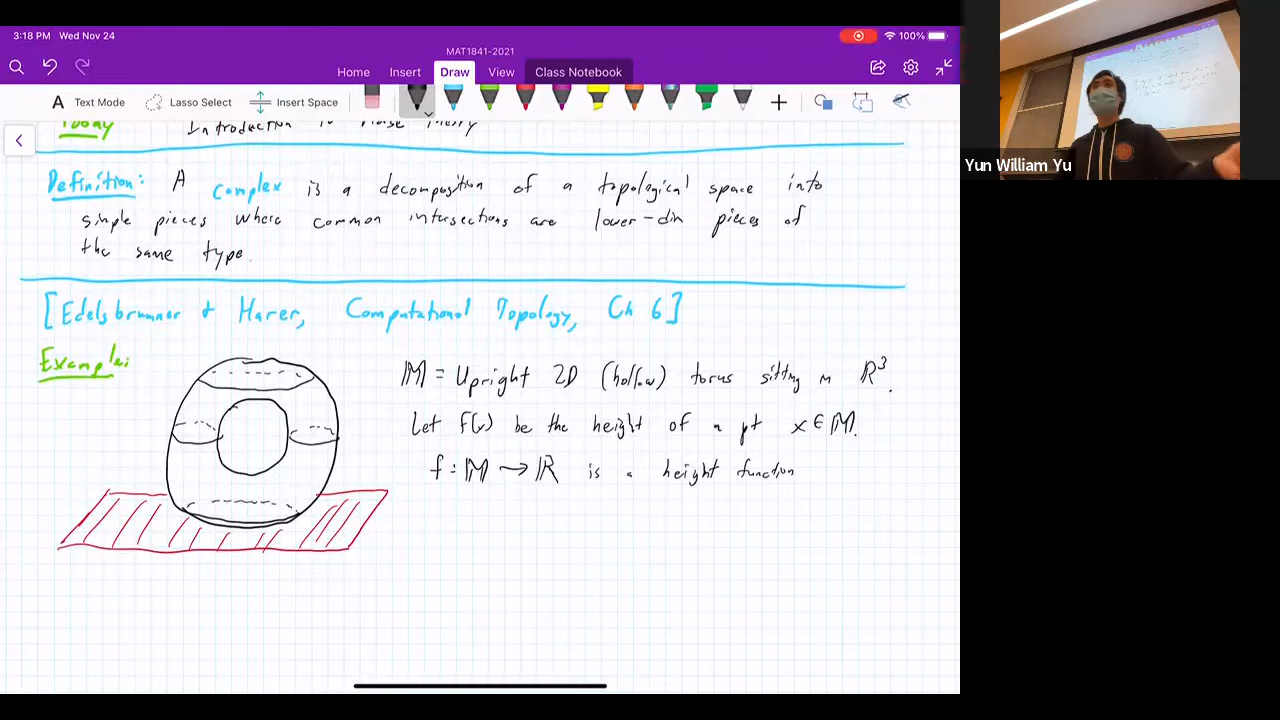 3:18 PM Wed Nov 24
100%
MAT1841-2021
Home Insert Draw View Class Notebook
Text Mode Lasso Select Insert Space
Today Introduction to Morse Theory
Definition: A complex is a decomposition of a topological space into
simple pieces where common intersections are lower-dim pieces of
the same type.
[Edelsbrunner & Harer, Computational Topology, Ch 6]
Example:
𝕄 = Upright 2D (hollow) torus sitting in ℝ³.
Let f(x) be the height of a pt x ∈ 𝕄.
f: 𝕄 → ℝ is a height function
Yun William Yu